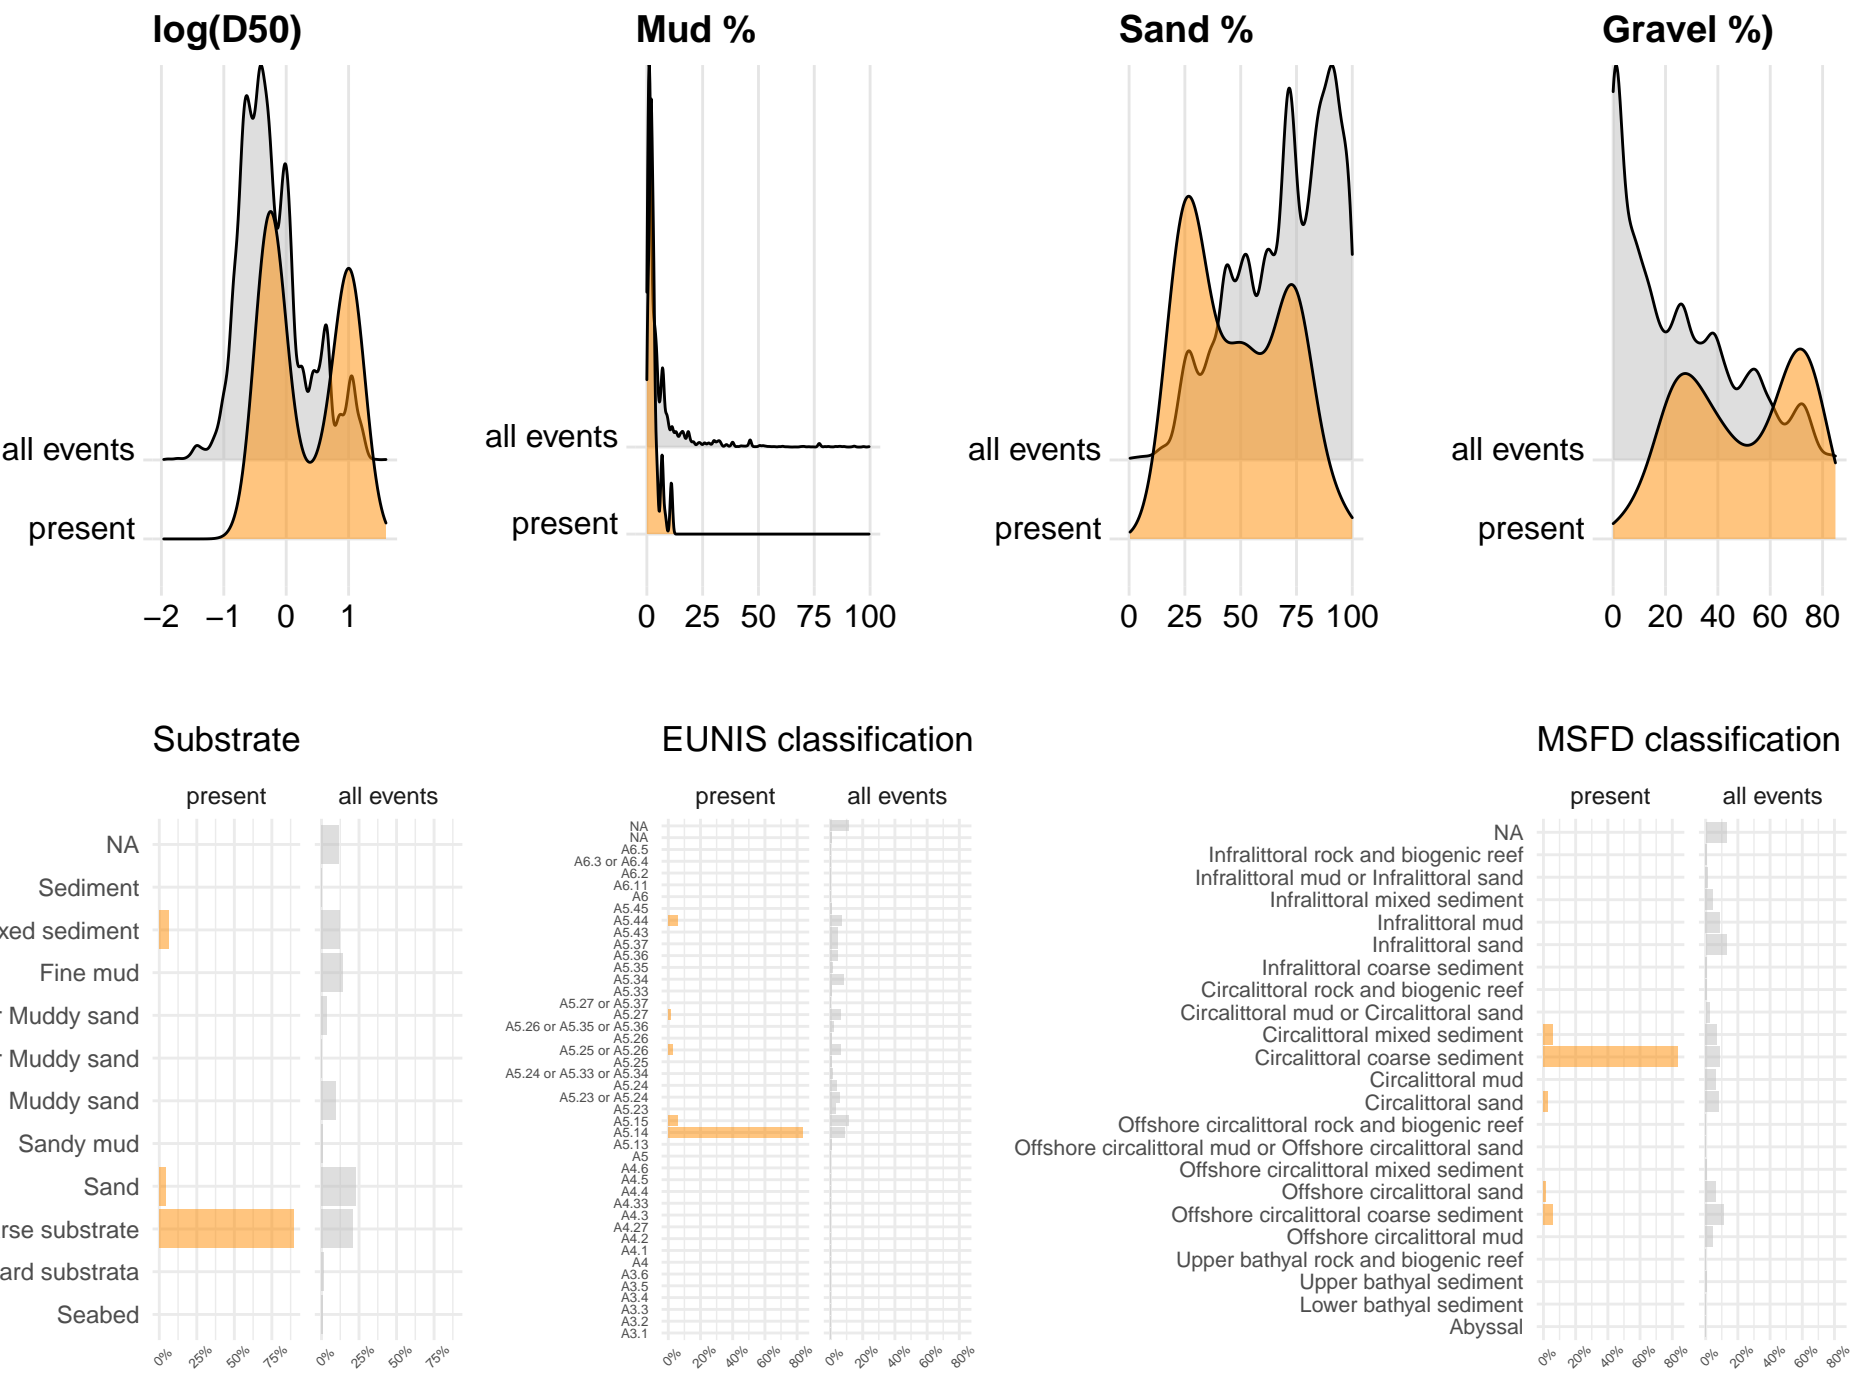 log(D50) Mud % Sand % Gravel %)
all events all events all events all events
present present present present
−2 −1 0 1 0 25 50 75 100 0 25 50 75 100 0 20 40 60 80
Substrate EUNIS classification MSFD classification
present all events present all events present all events
NA
Sediment
xed sediment
Fine mud
r Muddy sand
r Muddy sand
Muddy sand
Sandy mud
Sand
rse substrate
ard substrata
Seabed
0% 25% 50% 75% 0% 25% 50% 75%
NA
NA
A6.5
A6.3 or A6.4
A6.2
A6.11
A6
A5.45
A5.44
A5.43
A5.37
A5.36
A5.35
A5.34
A5.33
A5.27 or A5.37
A5.27
A5.26 or A5.35 or A5.36
A5.26
A5.25 or A5.26
A5.25
A5.24 or A5.33 or A5.34
A5.24
A5.23 or A5.24
A5.23
A5.15
A5.14
A5.13
A5
A4.6
A4.5
A4.4
A4.33
A4.3
A4.27
A4.2
A4.1
A4
A3.6
A3.5
A3.4
A3.3
A3.2
A3.1
0% 20% 40% 60% 80% 0% 20% 40% 60% 80%
NA
Infralittoral rock and biogenic reef
Infralittoral mud or Infralittoral sand
Infralittoral mixed sediment
Infralittoral mud
Infralittoral sand
Infralittoral coarse sediment
Circalittoral rock and biogenic reef
Circalittoral mud or Circalittoral sand
Circalittoral mixed sediment
Circalittoral coarse sediment
Circalittoral mud
Circalittoral sand
Offshore circalittoral rock and biogenic reef
Offshore circalittoral mud or Offshore circalittoral sand
Offshore circalittoral mixed sediment
Offshore circalittoral sand
Offshore circalittoral coarse sediment
Offshore circalittoral mud
Upper bathyal rock and biogenic reef
Upper bathyal sediment
Lower bathyal sediment
Abyssal
0% 20% 40% 60% 80% 0% 20% 40% 60% 80%